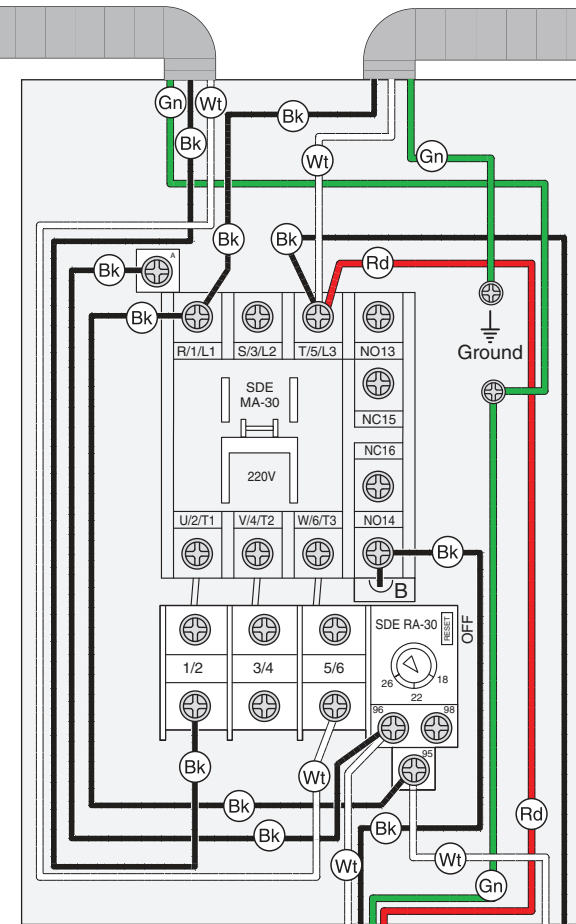 Gn
Wt
Bk
Bk
Wt
Gn
Bk
Bk
Rd
Bk
A
Bk
R/1/L1
S/3/L2
T/5/L3
NO13
Ground
SDE
MA-30
NC15
NC16
220V
U/2/T1
V/4/T2
W/6/T3
NO14
Bk
B
SDE RA-30
RESET
OFF
1/2
3/4
5/6
26
18
22
96
98
95
Bk
Wt
Bk
Bk
Bk
Rd
Wt
Wt
Gn